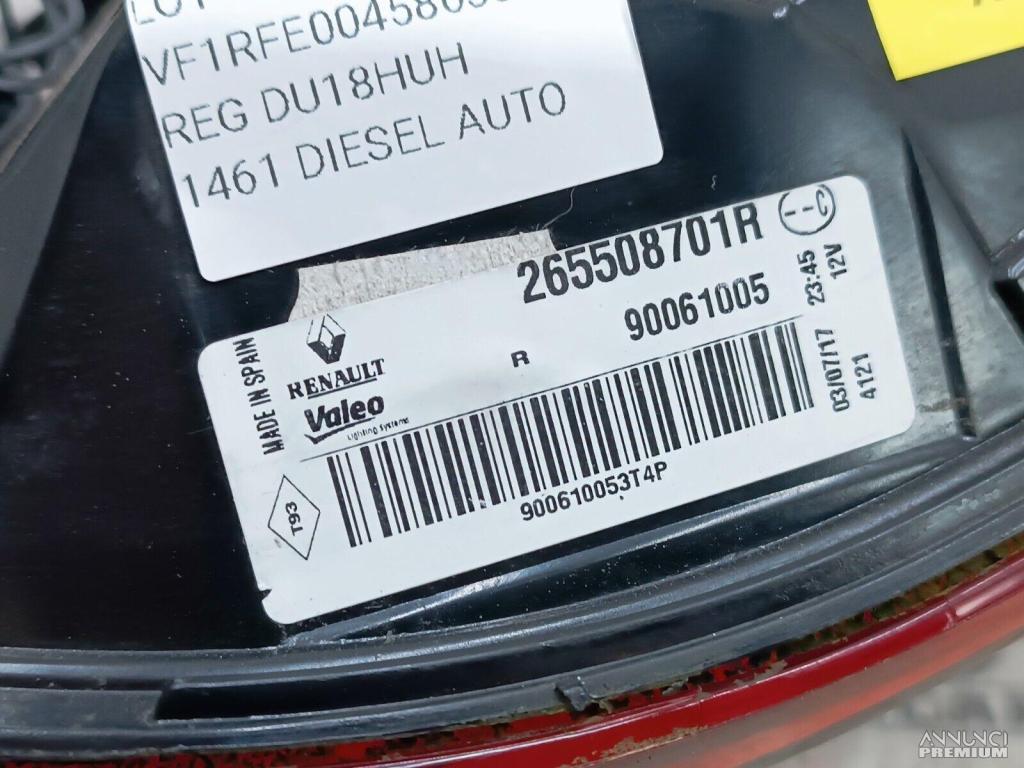 REG DU18HUH
1461 DIESEL AUTO
265508701R
90061005
R
MADE IN SPAIN
RENAULT
Valeo
Lighting Systems
23:45
12V
03/07/17
4121
T93
900610053T4P
ANNUNCI
PREMIUM